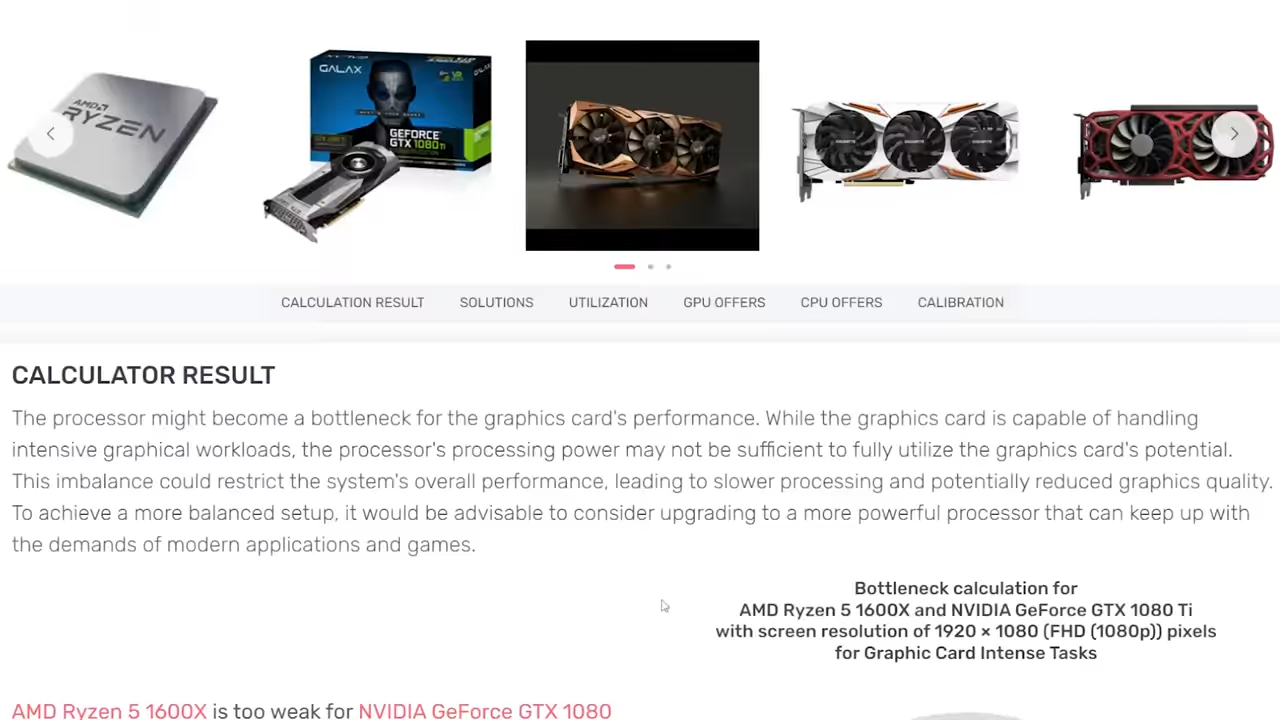 AMD
RYZEN
GALAX
VR
GEFORCE
GTX 1080 Ti
CALCULATION RESULT
SOLUTIONS
UTILIZATION
GPU OFFERS
CPU OFFERS
CALIBRATION
CALCULATOR RESULT
The processor might become a bottleneck for the graphics card's performance. While the graphics card is capable of handling
intensive graphical workloads, the processor's processing power may not be sufficient to fully utilize the graphics card's potential.
This imbalance could restrict the system's overall performance, leading to slower processing and potentially reduced graphics quality.
To achieve a more balanced setup, it would be advisable to consider upgrading to a more powerful processor that can keep up with
the demands of modern applications and games.
Bottleneck calculation for
AMD Ryzen 5 1600X and NVIDIA GeForce GTX 1080 Ti
with screen resolution of 1920 × 1080 (FHD (1080p)) pixels
for Graphic Card Intense Tasks
AMD Ryzen 5 1600X is too weak for NVIDIA GeForce GTX 1080